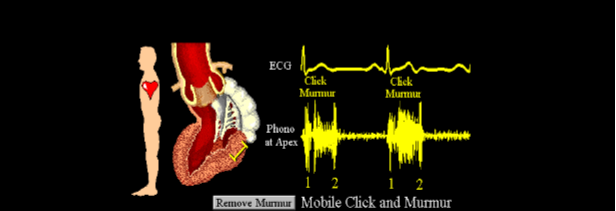 ECG
Click Click
Murmur Murmur
Phono
at Apex
1 2 1 2
Remove Murmur Mobile Click and Murmur